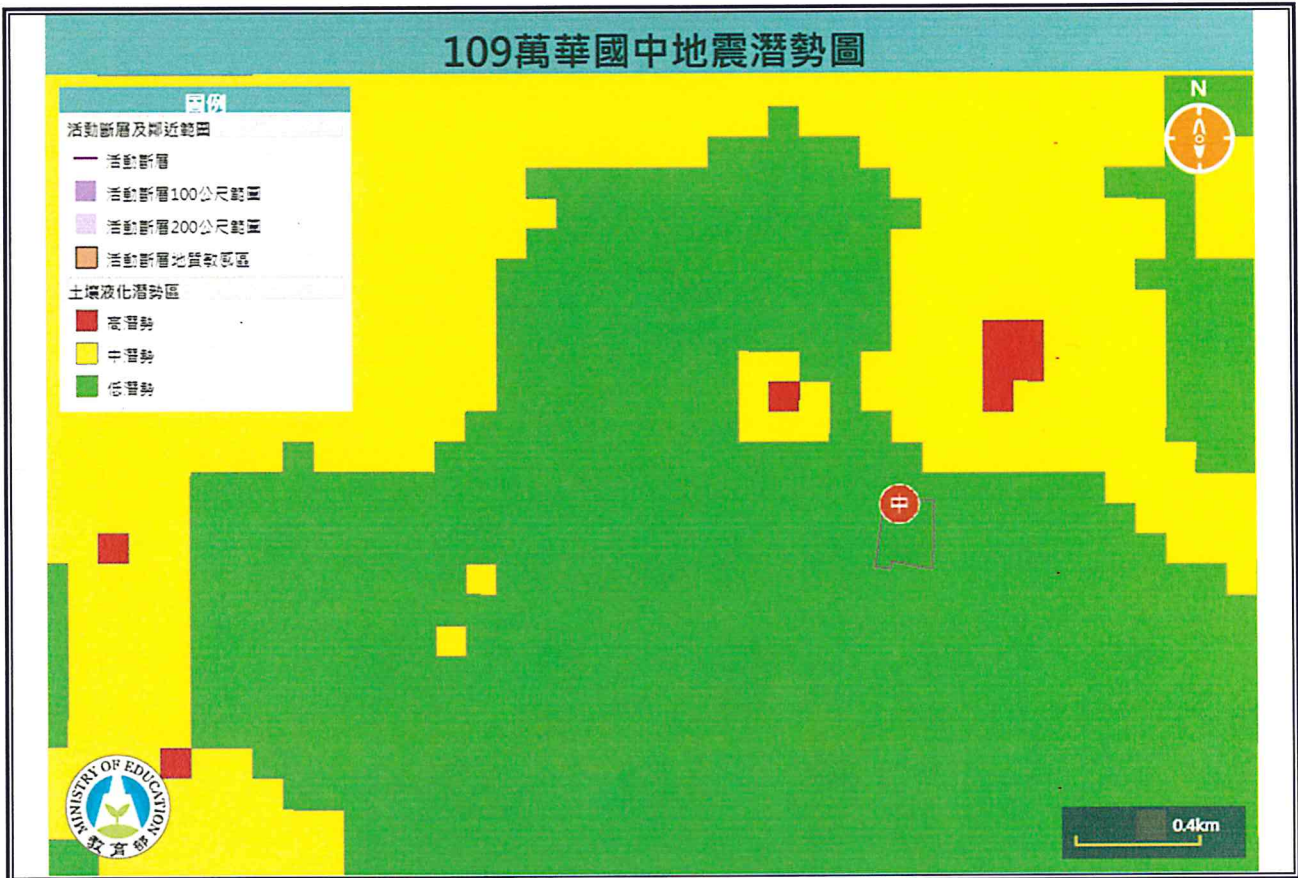 109萬華國中地震潛勢圖
圖例
活動斷層及鄰近範圍
活動斷層
活動斷層100公尺範圍
活動斷層200公尺範圍
活動斷層地質敏感區
土壤液化潛勢區
高潛勢
中潛勢
低潛勢
N
中
MINISTRY OF EDUCATION
教育部
0.4km